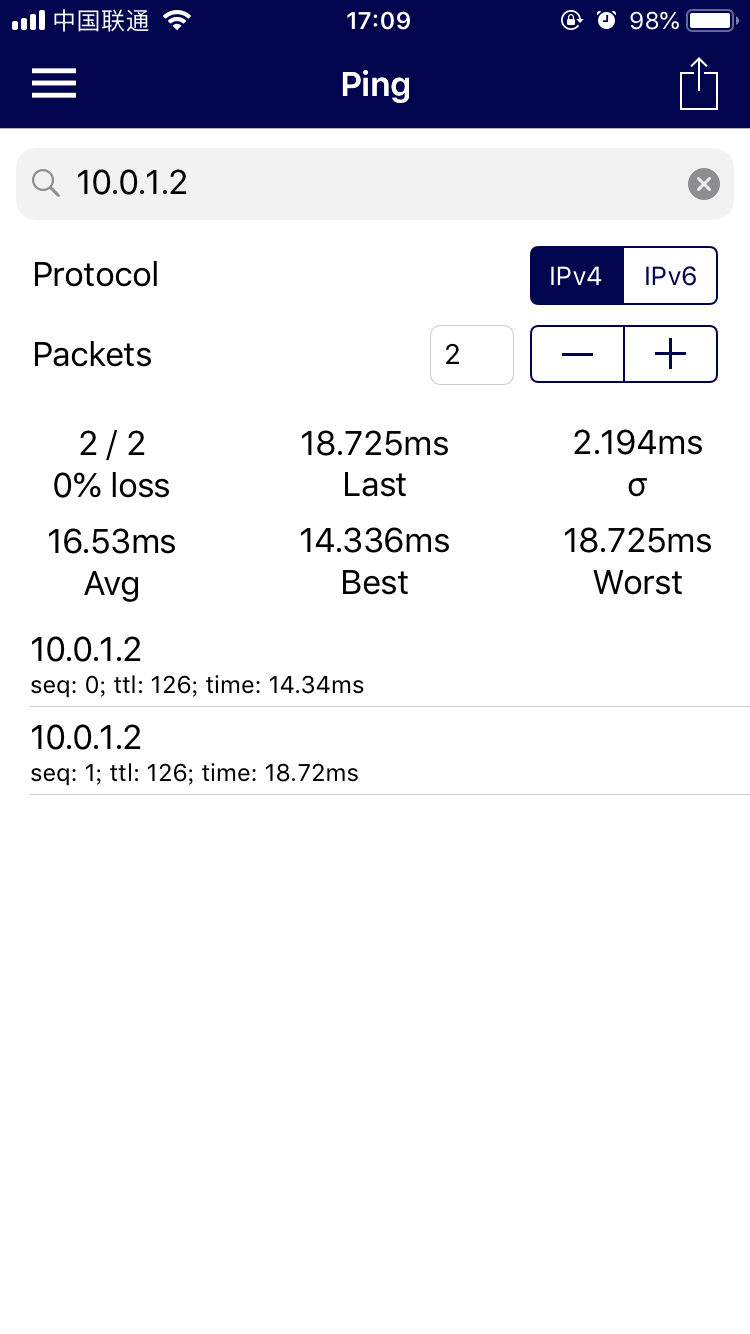 中国联通 17:09 98%
Ping
10.0.1.2
Protocol IPv4 IPv6
Packets 2
2 / 2 18.725ms 2.194ms
0% loss Last σ
16.53ms 14.336ms 18.725ms
Avg Best Worst
10.0.1.2
seq: 0; ttl: 126; time: 14.34ms
10.0.1.2
seq: 1; ttl: 126; time: 18.72ms